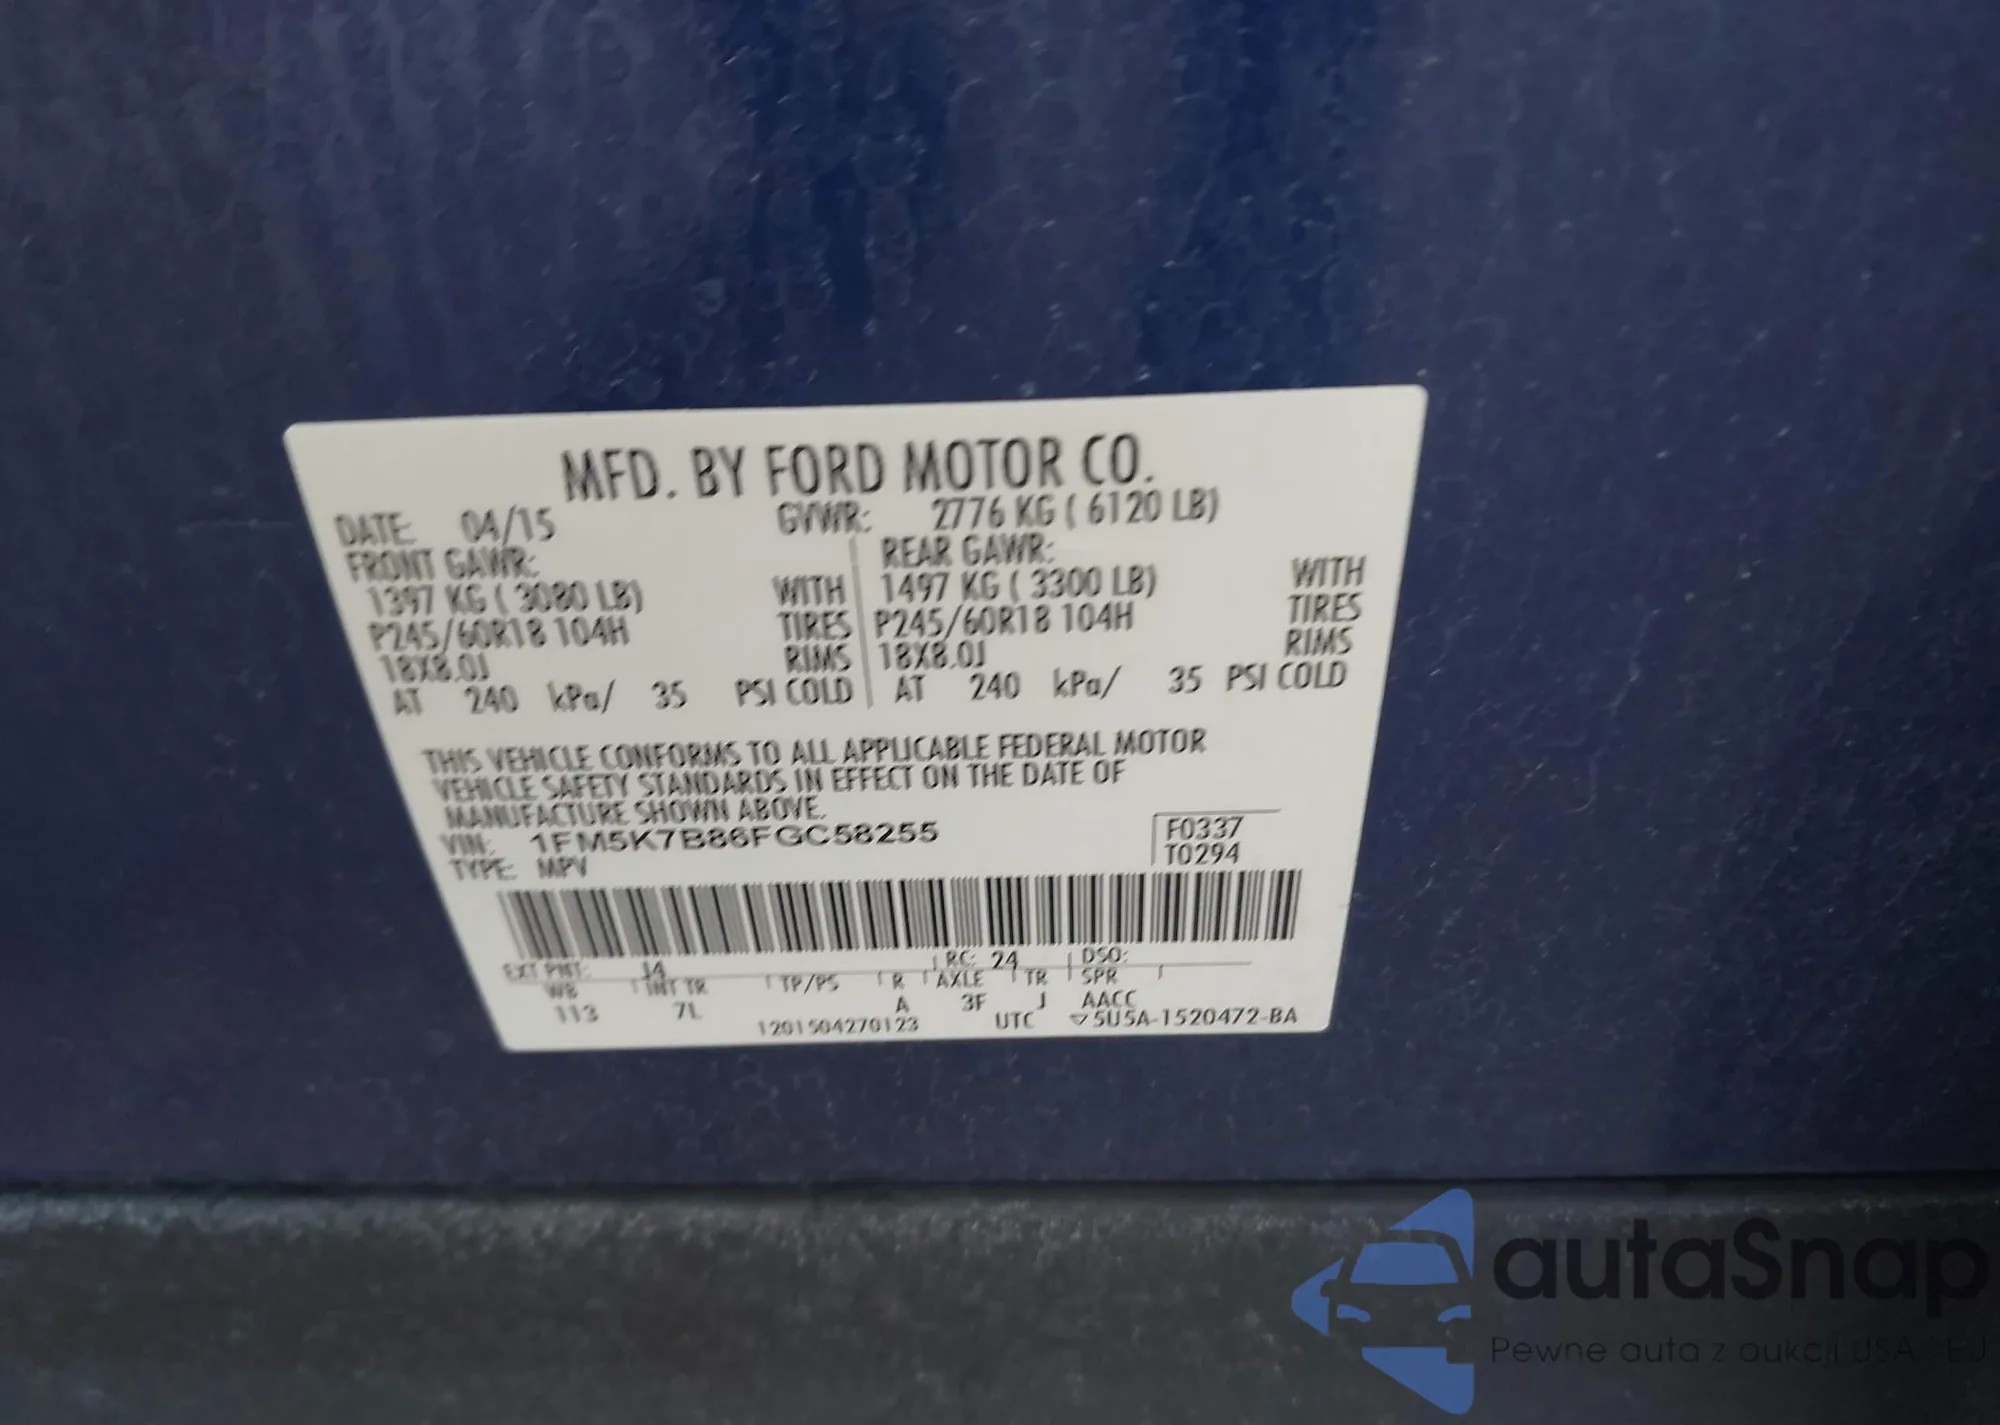 MFD. BY FORD MOTOR CO.
DATE: 04/15 GVWR: 2776 KG ( 6120 LB)
FRONT GAWR: REAR GAWR:
1397 KG ( 3080 LB) WITH 1497 KG ( 3300 LB) WITH
P245/60R18 104H TIRES P245/60R18 104H TIRES
18X8.0J RIMS 18X8.0J RIMS
AT 240 kPa/ 35 PSI COLD AT 240 kPa/ 35 PSI COLD
THIS VEHICLE CONFORMS TO ALL APPLICABLE FEDERAL MOTOR
VEHICLE SAFETY STANDARDS IN EFFECT ON THE DATE OF
MANUFACTURE SHOWN ABOVE.
VIN: 1FM5K7B86FGC58255 F0337
TYPE: MPV T0294
EXT PNT: J4 RC: 24 DSO:
WB INT TR TP/PS R AXLE TR SPR
113 7L A 3F J AACC
1201504270123 UTC ▽5U5A-1520472-BA
autaSnap
Pewne auta z aukcji USA